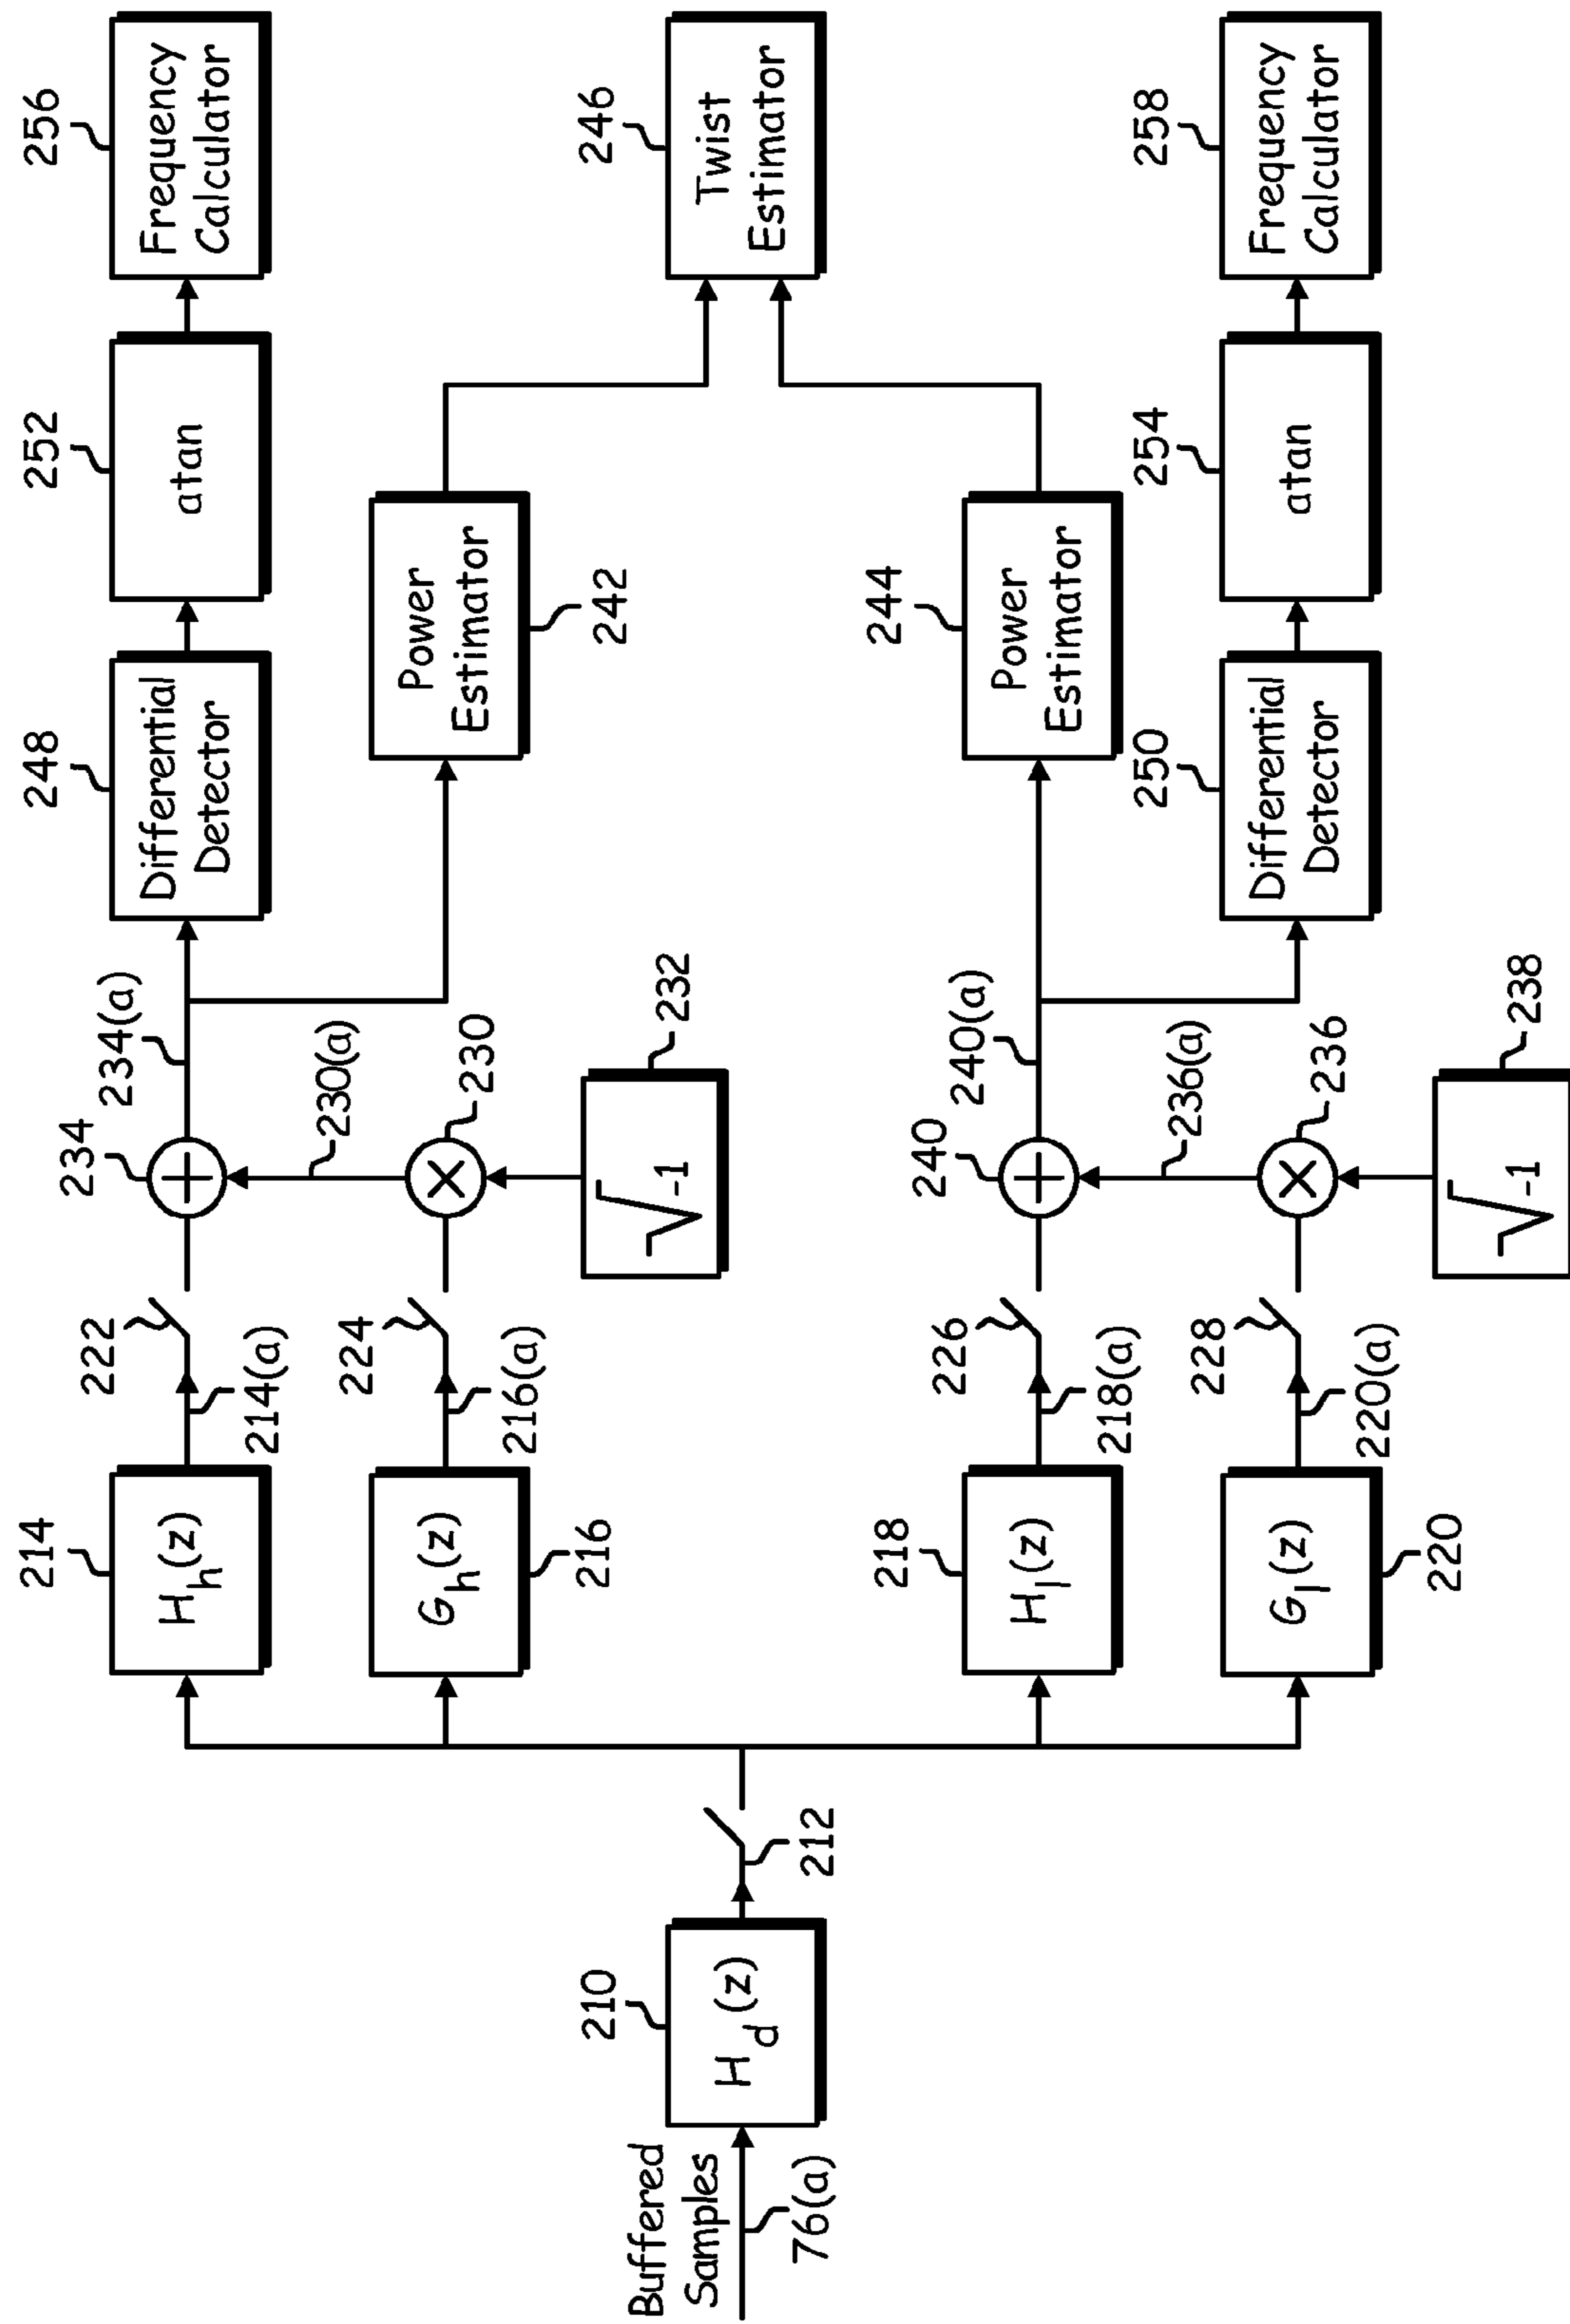 Buffered
Samples
76(a)
210
H_d(z)
212
214
H_h(z)
214(a)
222
234
234(a)
248
Differential
Detector
252
atan
256
Frequency
Calculator
G_h(z)
216
216(a)
224
230(a)
230
√-1
232
Power
Estimator
242
246
Twist
Estimator
218
H_l(z)
218(a)
226
240
240(a)
244
Power
Estimator
G_l(z)
220
220(a)
228
236(a)
236
√-1
238
250
Differential
Detector
254
atan
258
Frequency
Calculator